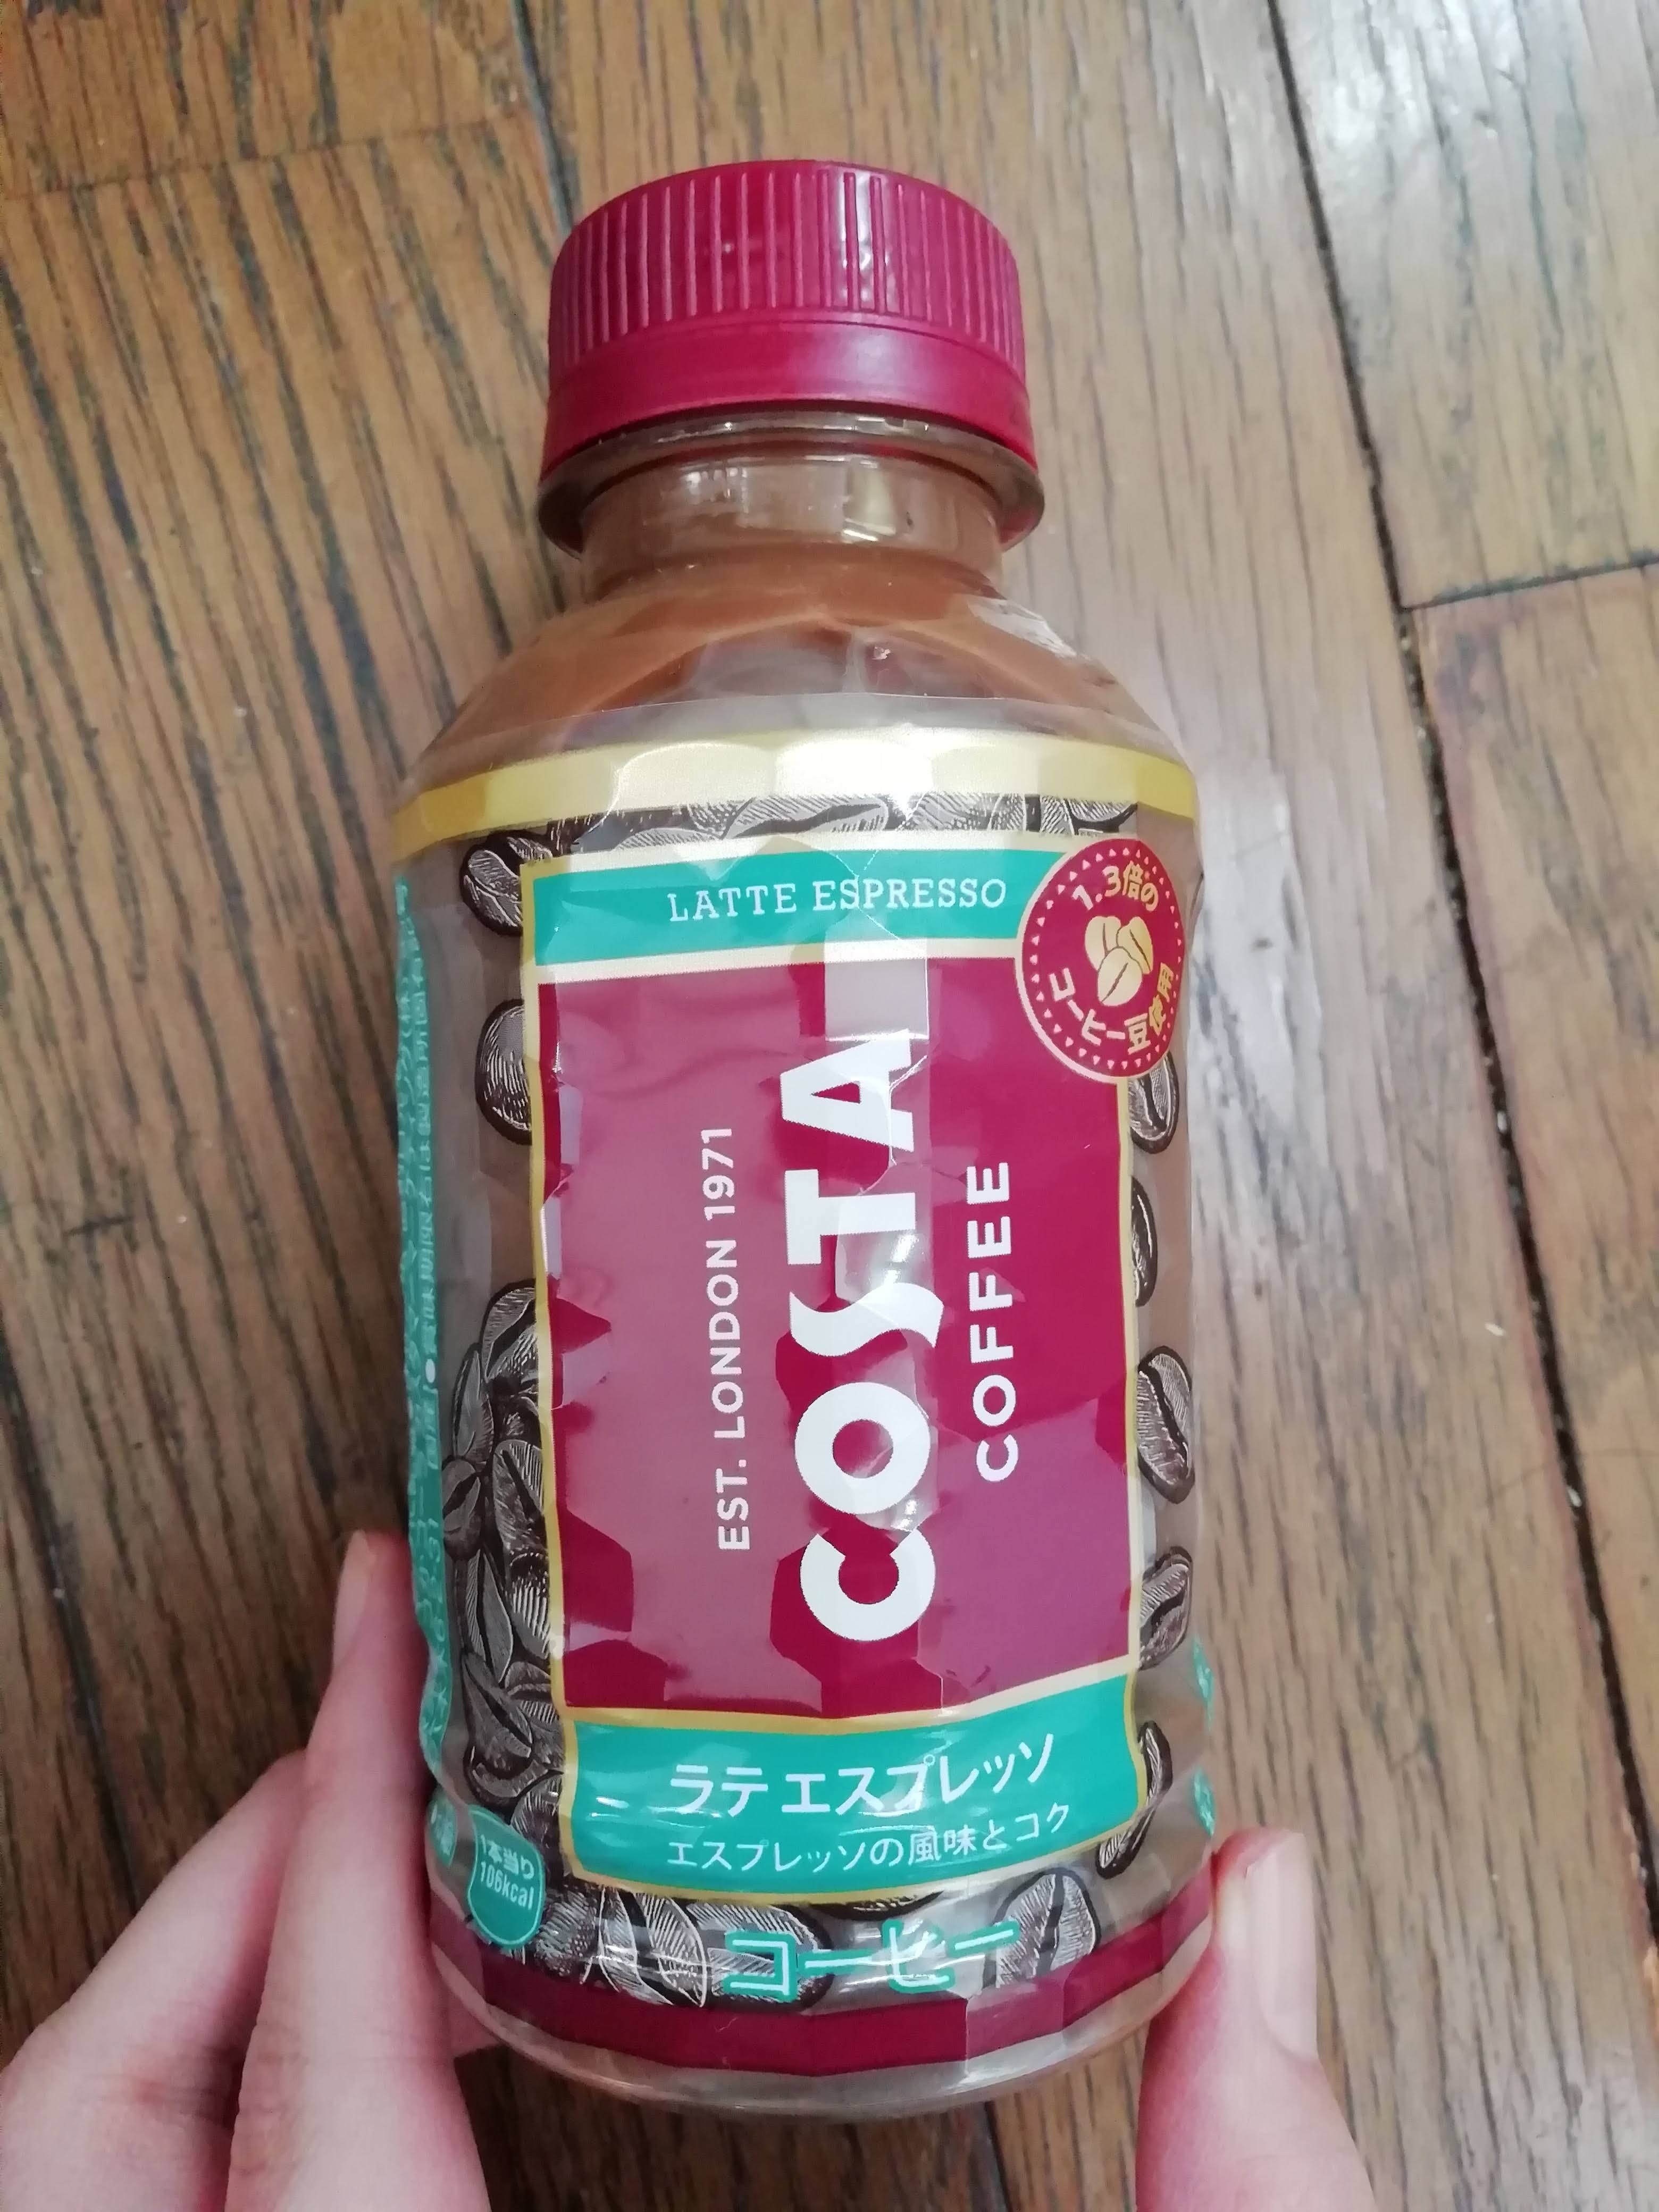 LATTE ESPRESSO
1.3倍の
コーヒー豆使用
EST. LONDON 1971
COSTA
COFFEE
ラテ エスプレッソ
エスプレッソの風味とコク
1本当り
106kcal
コーヒー